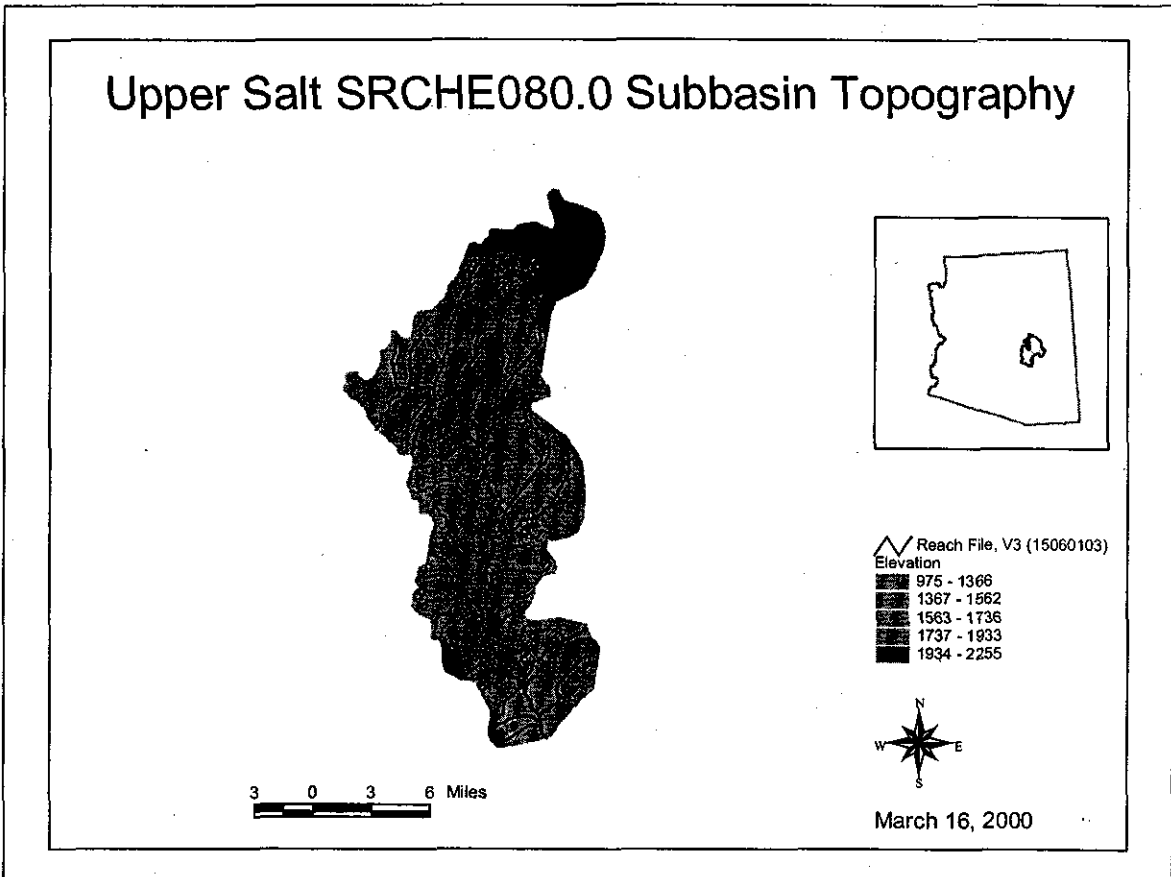 Upper Salt SRCHE080.0 Subbasin Topography
Reach File, V3 (15060103)
Elevation
975 - 1366
1367 - 1562
1563 - 1736
1737 - 1933
1934 - 2255
N
W E
S
3 0 3 6 Miles
March 16, 2000